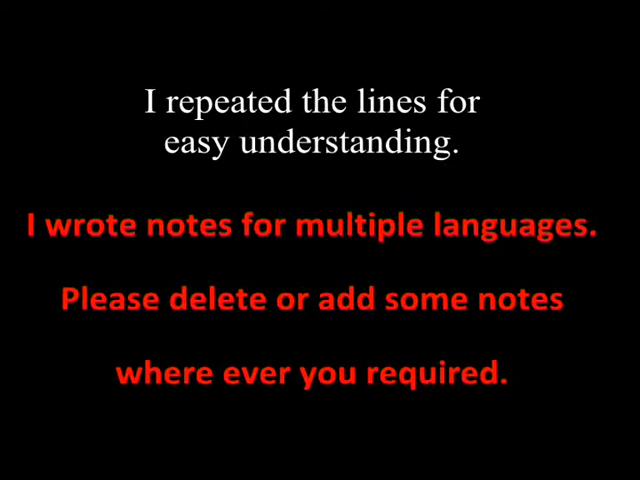 I repeated the lines for
easy understanding.
I wrote notes for multiple languages.
Please delete or add some notes
where ever you required.